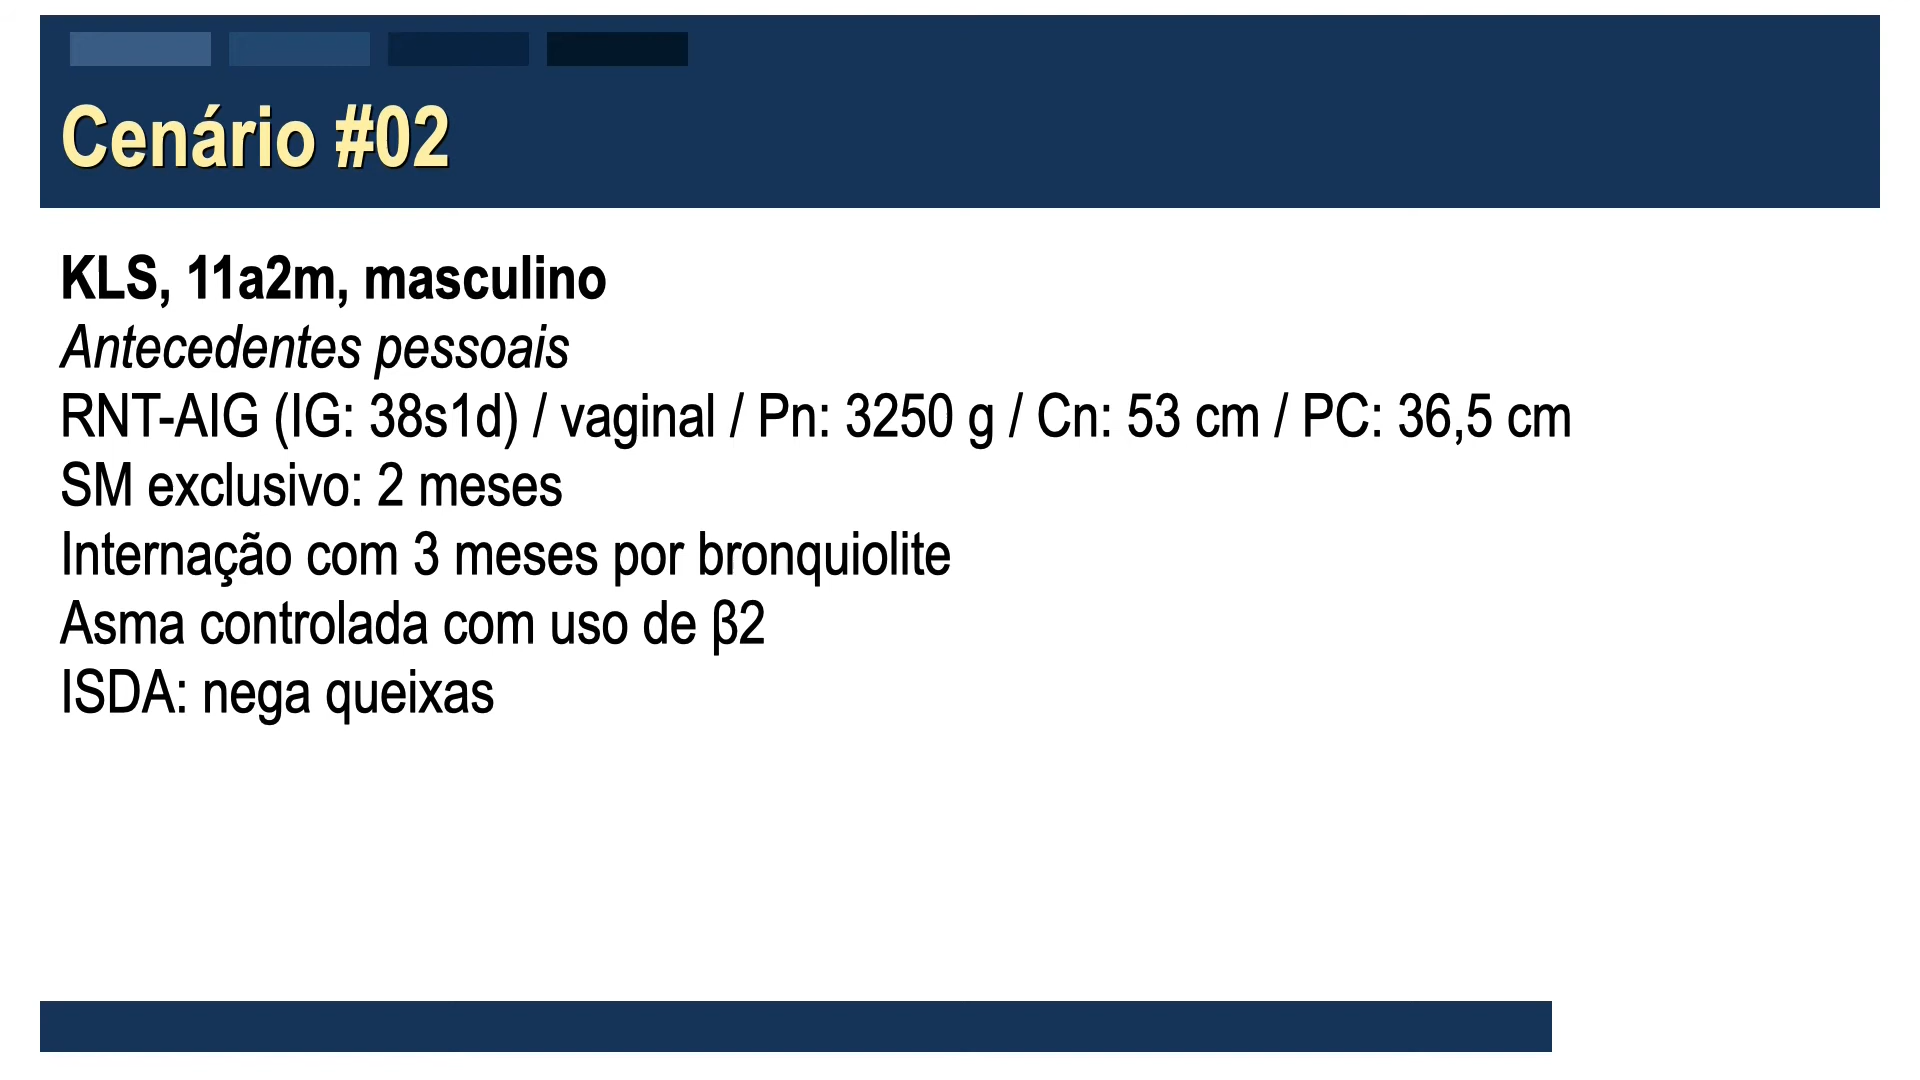 Cenário #02
KLS, 11a2m, masculino
Antecedentes pessoais
RNT-AIG (IG: 38s1d) / vaginal / Pn: 3250 g / Cn: 53 cm / PC: 36,5 cm
SM exclusivo: 2 meses
Internação com 3 meses por bronquiolite
Asma controlada com uso de β2
ISDA: nega queixas